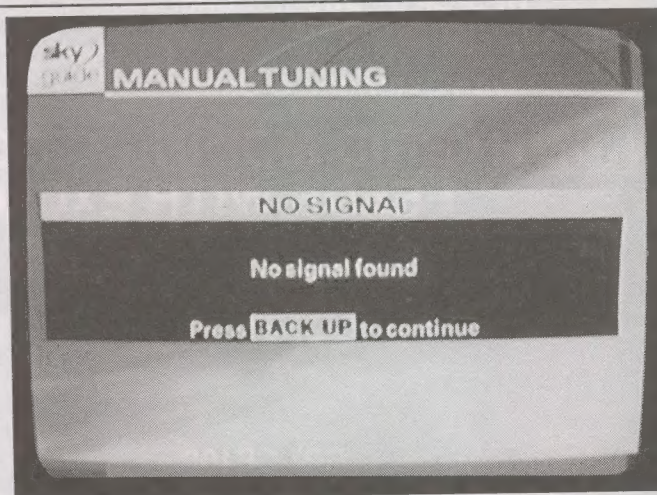 sky
guide
MANUAL TUNING
NO SIGNAL
No signal found
Press BACK UP to continue